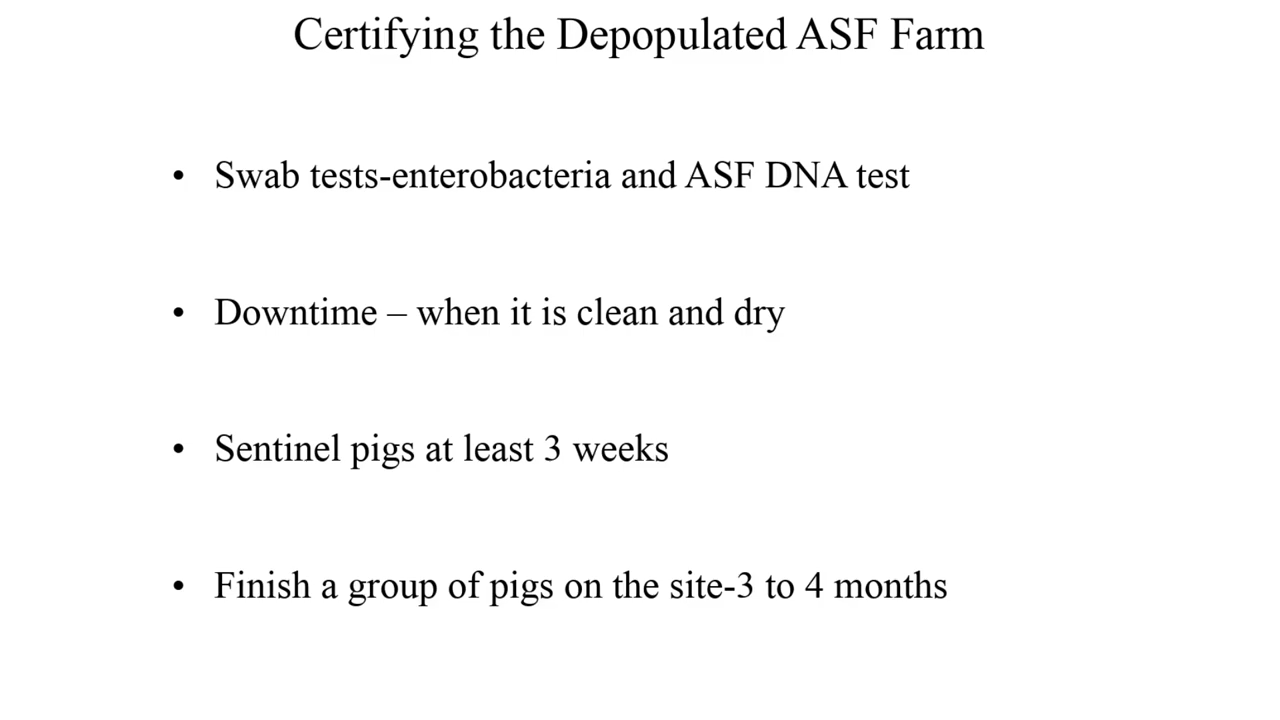 Certifying the Depopulated ASF Farm
• Swab tests-enterobacteria and ASF DNA test
• Downtime – when it is clean and dry
• Sentinel pigs at least 3 weeks
• Finish a group of pigs on the site-3 to 4 months